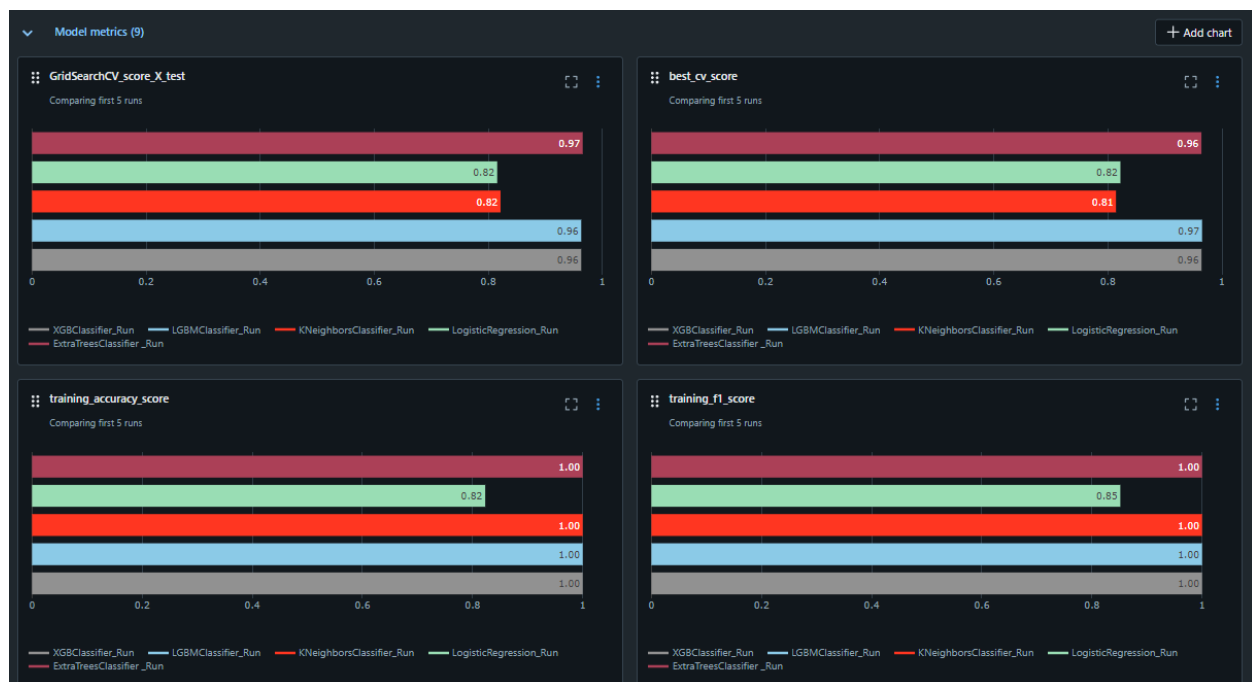 Model metrics (9)
+ Add chart
GridSearchCV_score_X_test
Comparing first 5 runs
0.97
0.82
0.82
0.96
0.96
0 0.2 0.4 0.6 0.8 1
XGBClassifier_Run LGBMClassifier_Run KNeighborsClassifier_Run LogisticRegression_Run
ExtraTreesClassifier _Run
best_cv_score
Comparing first 5 runs
0.96
0.82
0.81
0.97
0.96
0 0.2 0.4 0.6 0.8 1
XGBClassifier_Run LGBMClassifier_Run KNeighborsClassifier_Run LogisticRegression_Run
ExtraTreesClassifier _Run
training_accuracy_score
Comparing first 5 runs
1.00
0.82
1.00
1.00
1.00
0 0.2 0.4 0.6 0.8 1
XGBClassifier_Run LGBMClassifier_Run KNeighborsClassifier_Run LogisticRegression_Run
ExtraTreesClassifier _Run
training_f1_score
Comparing first 5 runs
1.00
0.85
1.00
1.00
1.00
0 0.2 0.4 0.6 0.8 1
XGBClassifier_Run LGBMClassifier_Run KNeighborsClassifier_Run LogisticRegression_Run
ExtraTreesClassifier _Run